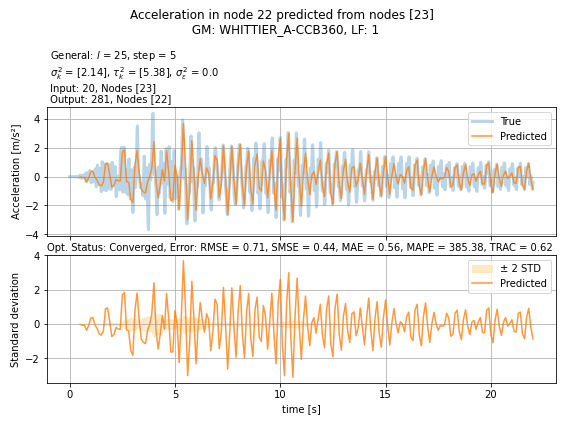 Acceleration in node 22 predicted from nodes [23]
GM: WHITTIER_A-CCB360, LF: 1
General: l = 25, step = 5
σ²ₖ = [2.14], τ²ₖ = [5.38], σ²ε = 0.0
Input: 20, Nodes [23]
Output: 281, Nodes [22]
Acceleration [m/s²]
4
2
0
−2
−4
True
Predicted
Opt. Status: Converged, Error: RMSE = 0.71, SMSE = 0.44, MAE = 0.56, MAPE = 385.38, TRAC = 0.62
Standard deviation
4
2
0
−2
± 2 STD
Predicted
0 5 10 15 20
time [s]